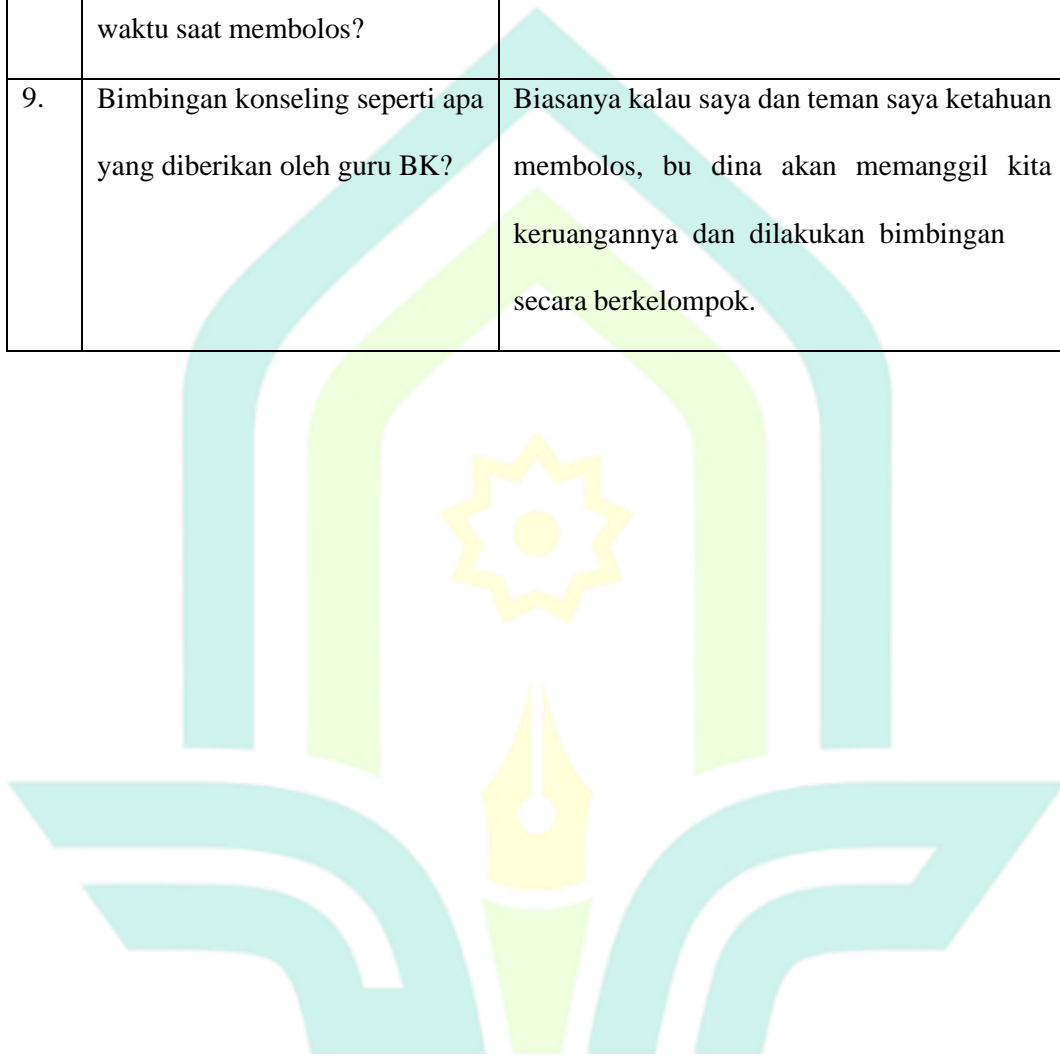 waktu saat membolos?
9. Bimbingan konseling seperti apa Biasanya kalau saya dan teman saya ketahuan
yang diberikan oleh guru BK? membolos, bu dina akan memanggil kita
keruangannya dan dilakukan bimbingan
secara berkelompok.